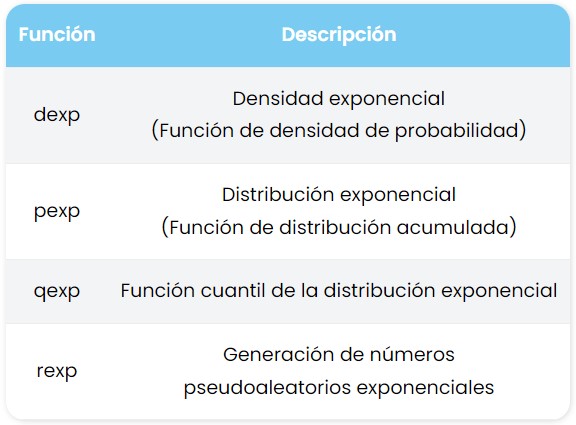 Función Descripción
dexp Densidad exponencial
(Función de densidad de probabilidad)
pexp Distribución exponencial
(Función de distribución acumulada)
qexp Función cuantil de la distribución exponencial
rexp Generación de números
pseudoaleatorios exponenciales